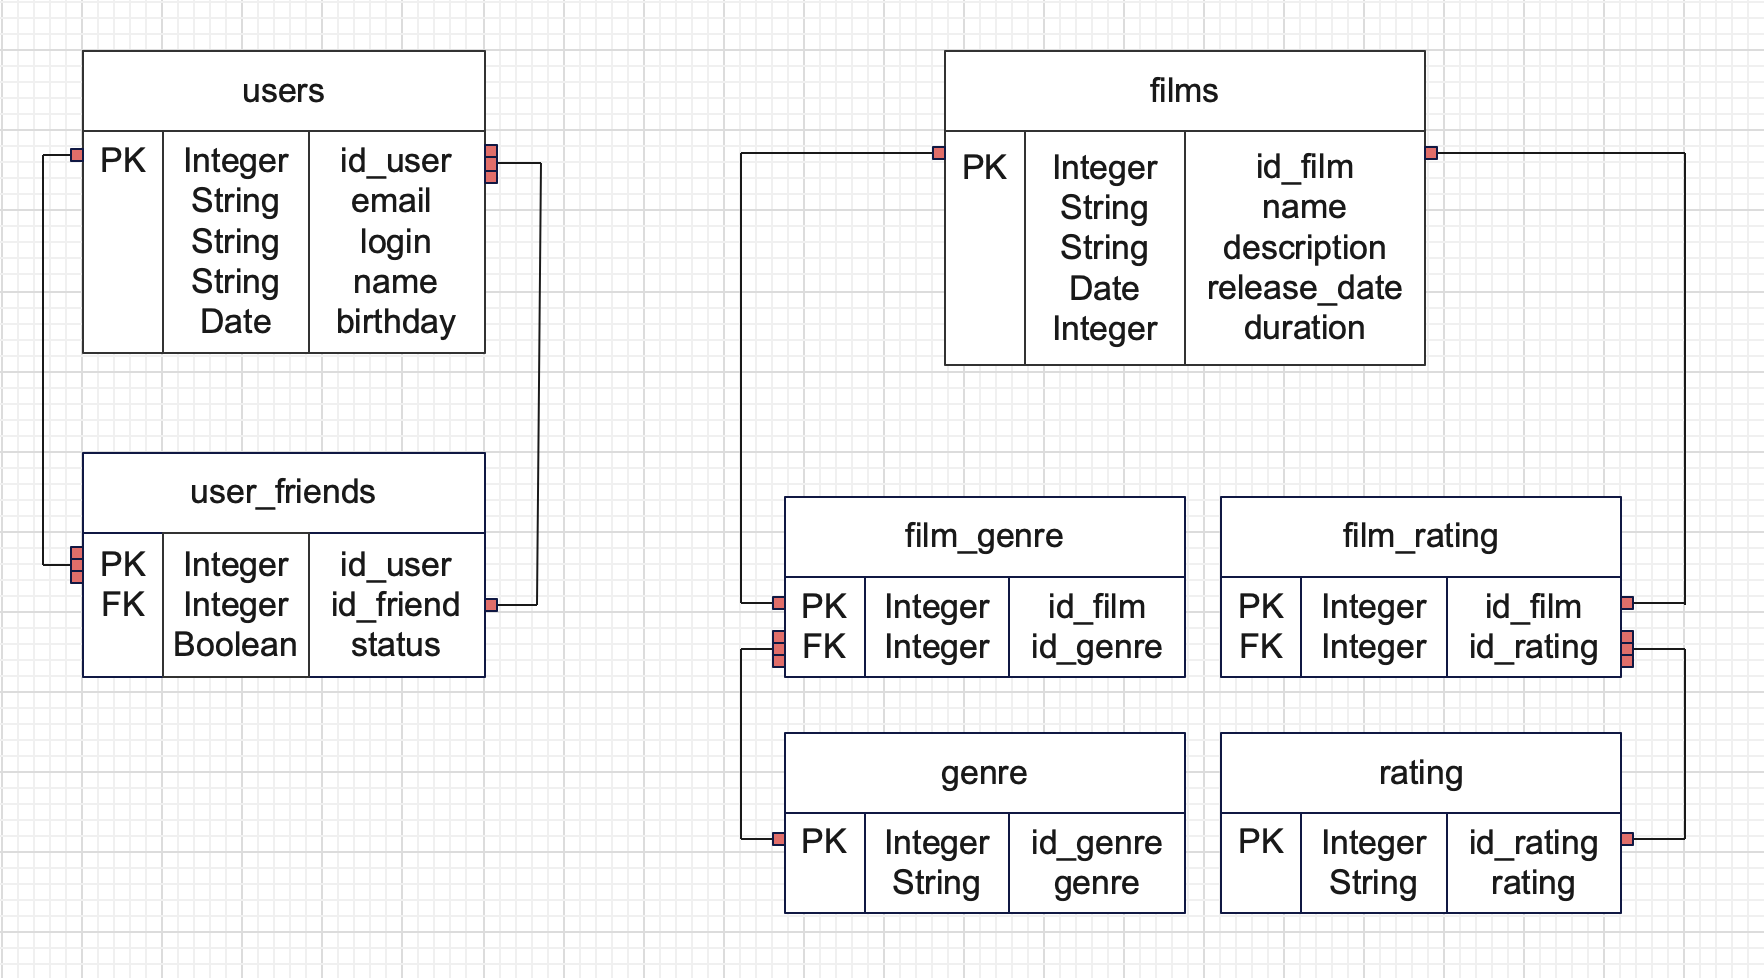 users
PK Integer id_user
String email
String login
String name
Date birthday
user_friends
PK Integer id_user
FK Integer id_friend
Boolean status
films
PK Integer id_film
String name
String description
Date release_date
Integer duration
film_genre
PK Integer id_film
FK Integer id_genre
film_rating
PK Integer id_film
FK Integer id_rating
genre
PK Integer id_genre
String genre
rating
PK Integer id_rating
String rating